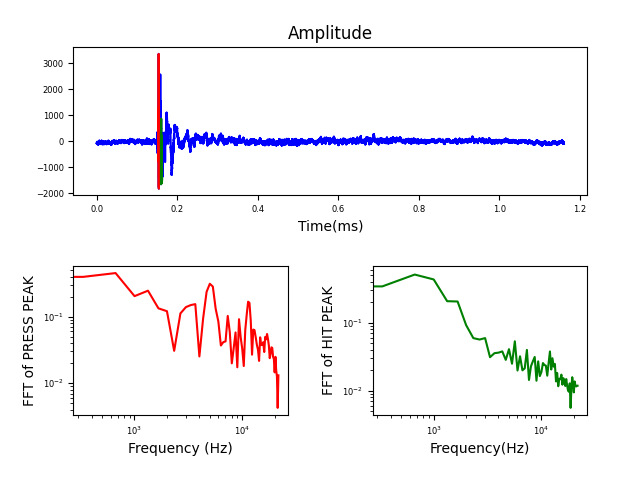 Amplitude
3000
2000
1000
0
−1000
−2000
0.0 0.2 0.4 0.6 0.8 1.0 1.2
Time(ms)
FFT of PRESS PEAK
10⁻¹
10⁻²
10³ 10⁴
Frequency (Hz)
FFT of HIT PEAK
10⁻¹
10⁻²
10³ 10⁴
Frequency(Hz)